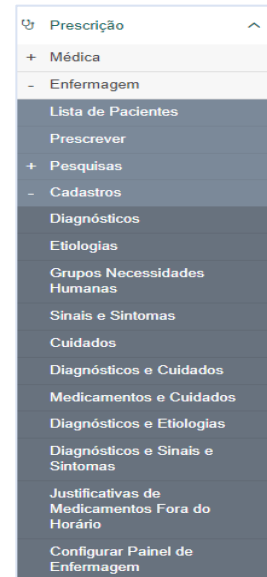 Prescrição
+ Médica
- Enfermagem
Lista de Pacientes
Prescrever
+ Pesquisas
- Cadastros
Diagnósticos
Etiologias
Grupos Necessidades
Humanas
Sinais e Sintomas
Cuidados
Diagnósticos e Cuidados
Medicamentos e Cuidados
Diagnósticos e Etiologias
Diagnósticos e Sinais e
Sintomas
Justificativas de
Medicamentos Fora do
Horário
Configurar Painel de
Enfermagem